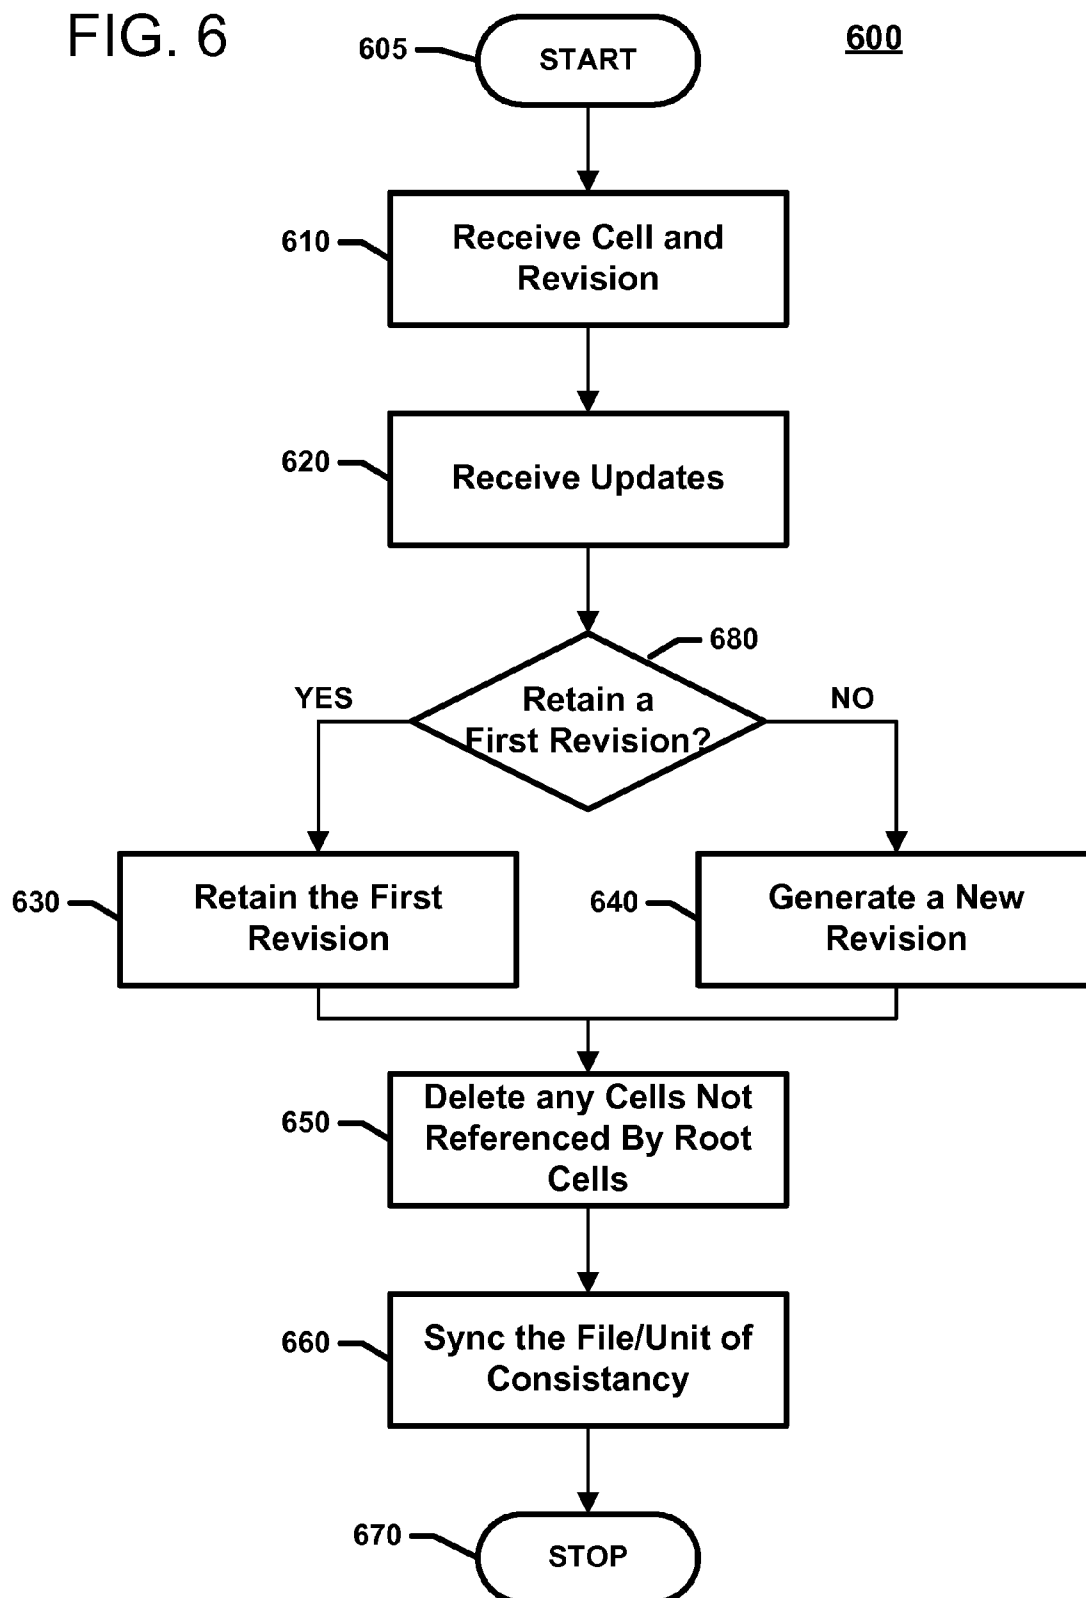 FIG. 6
600
605
START
610
Receive Cell and
Revision
620
Receive Updates
680
Retain a
First Revision?
YES
NO
630
Retain the First
Revision
640
Generate a New
Revision
650
Delete any Cells Not
Referenced By Root
Cells
660
Sync the File/Unit of
Consistancy
670
STOP